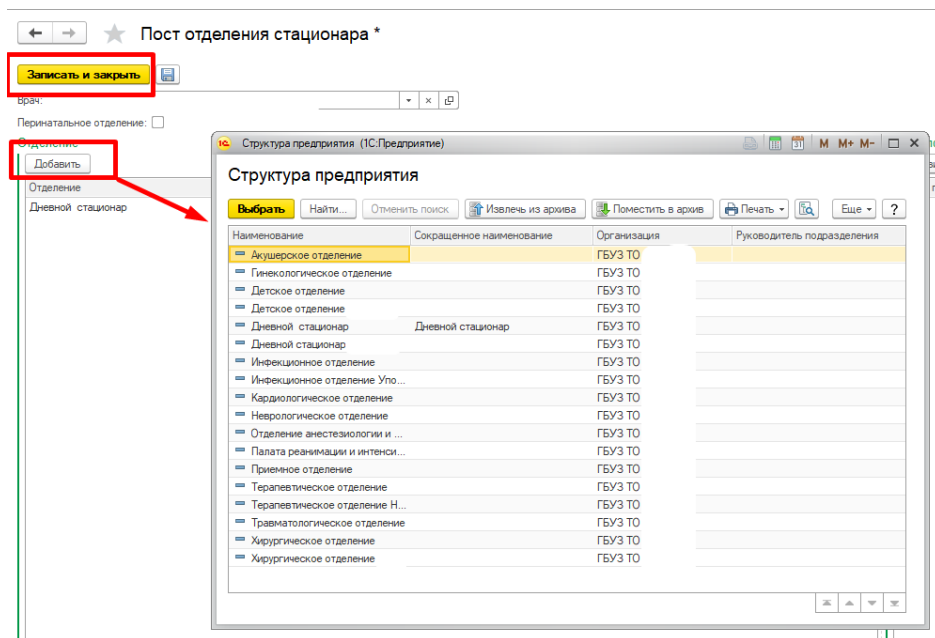 Пост отделения стационара *
Записать и закрыть
Врач:
Перинатальное отделение:
Отделение
Добавить
Отделение
Дневной стационар
Структура предприятия (1С:Предприятие)
M M+ M-
Структура предприятия
Выбрать Найти... Отменить поиск Извлечь из архива Поместить в архив Печать Еще ?
Наименование Сокращенное наименование Организация Руководитель подразделения
Акушерское отделение ГБУЗ ТО
Гинекологическое отделение ГБУЗ ТО
Детское отделение ГБУЗ ТО
Детское отделение ГБУЗ ТО
Дневной стационар Дневной стационар ГБУЗ ТО
Дневной стационар ГБУЗ ТО
Инфекционное отделение ГБУЗ ТО
Инфекционное отделение Упо... ГБУЗ ТО
Кардиологическое отделение ГБУЗ ТО
Неврологическое отделение ГБУЗ ТО
Отделение анестезиологии и ... ГБУЗ ТО
Палата реанимации и интенси... ГБУЗ ТО
Приемное отделение ГБУЗ ТО
Терапевтическое отделение ГБУЗ ТО
Терапевтическое отделение Н... ГБУЗ ТО
Травматологическое отделение ГБУЗ ТО
Хирургическое отделение ГБУЗ ТО
Хирургическое отделение ГБУЗ ТО